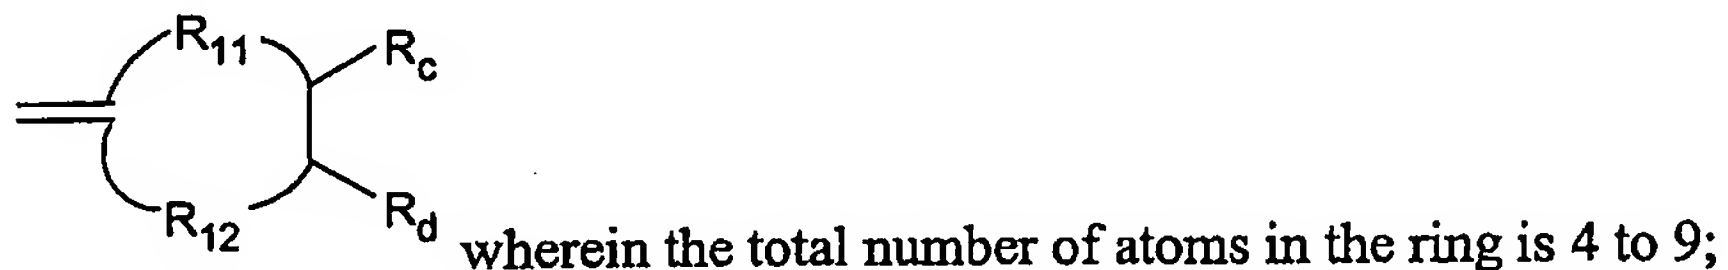 R11
Rc
R12
Rd
wherein the total number of atoms in the ring is 4 to 9;